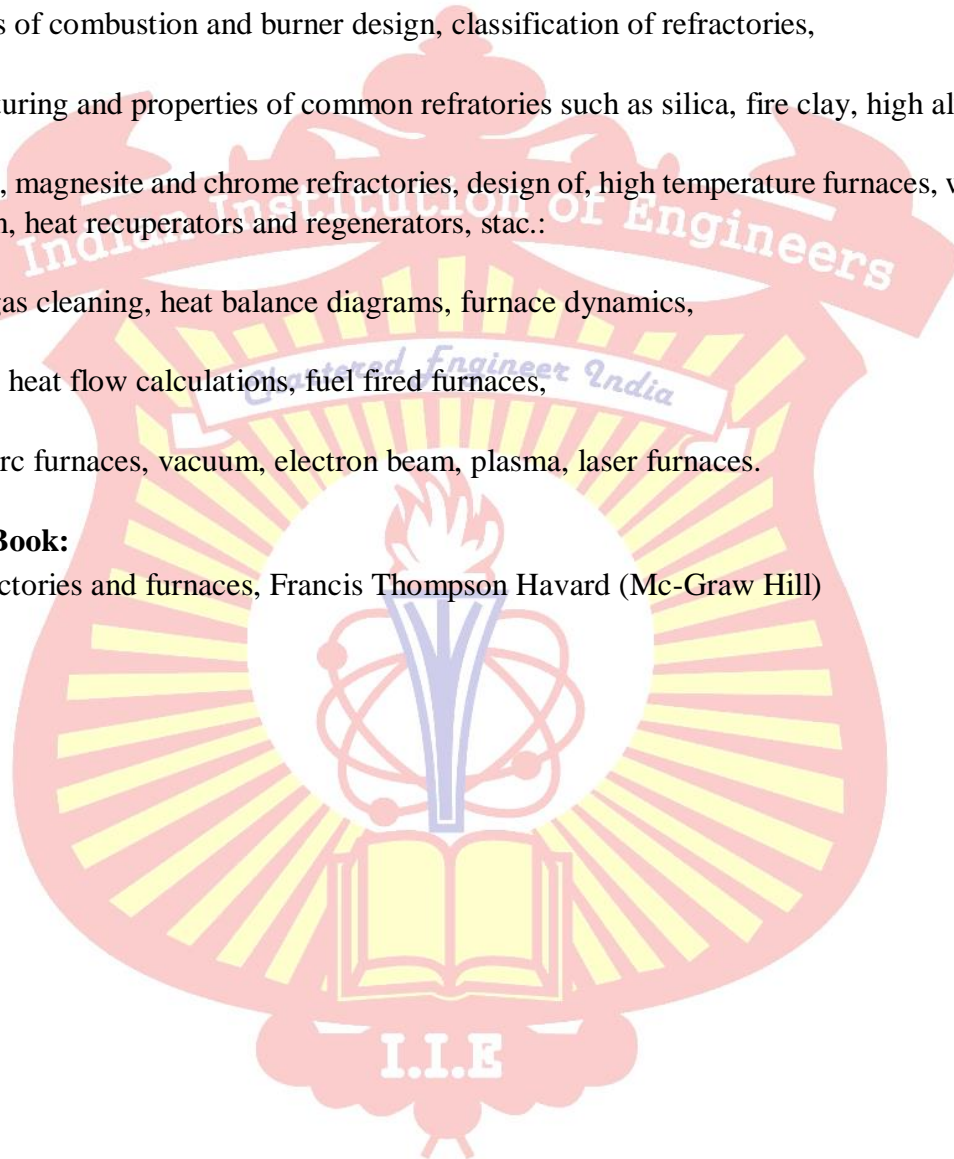 s of combustion and burner design, classification of refractories,
turing and properties of common refratories such as silica, fire clay, high al
, magnesite and chrome refractories, design of, high temperature furnaces, w
n, heat recuperators and regenerators, stac.:
Indian Institution of Engineers
gas cleaning, heat balance diagrams, furnace dynamics,
Chartered Engineer India
heat flow calculations, fuel fired furnaces,
rc furnaces, vacuum, electron beam, plasma, laser furnaces.
Book:
ctories and furnaces, Francis Thompson Havard (Mc-Graw Hill)
I.I.E